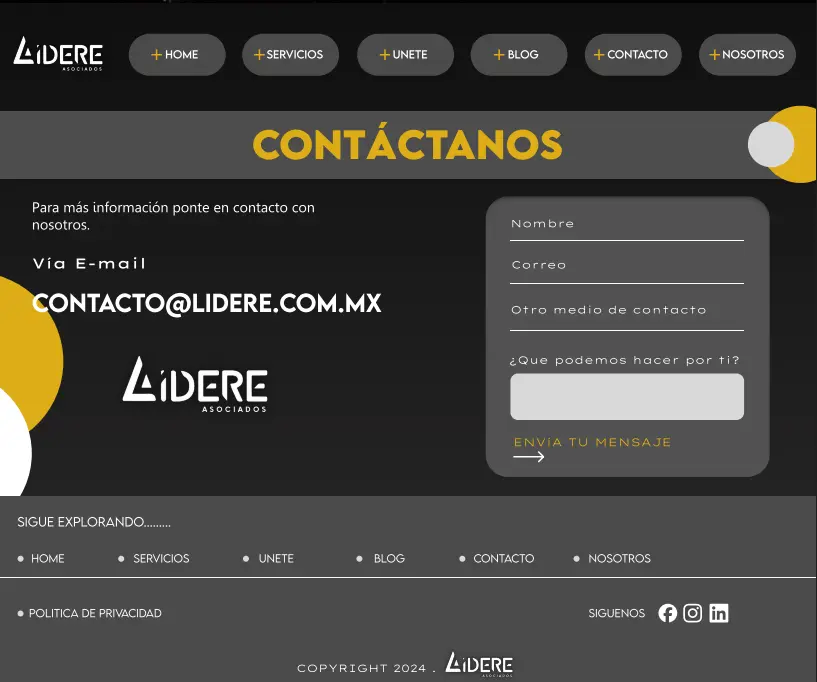 LIDERE
ASOCIADOS
+ HOME
+ SERVICIOS
+ UNETE
+ BLOG
+ CONTACTO
+ NOSOTROS
CONTÁCTANOS
Para más información ponte en contacto con
nosotros.
Vía E-mail
CONTACTO@LIDERE.COM.MX
LIDERE
ASOCIADOS
Nombre
Correo
Otro medio de contacto
¿Que podemos hacer por ti?
ENVíA TU MENSAJE
SIGUE EXPLORANDO.........
HOME
SERVICIOS
UNETE
BLOG
CONTACTO
NOSOTROS
POLITICA DE PRIVACIDAD
SIGUENOS
COPYRIGHT 2024 .
LIDERE
ASOCIADOS